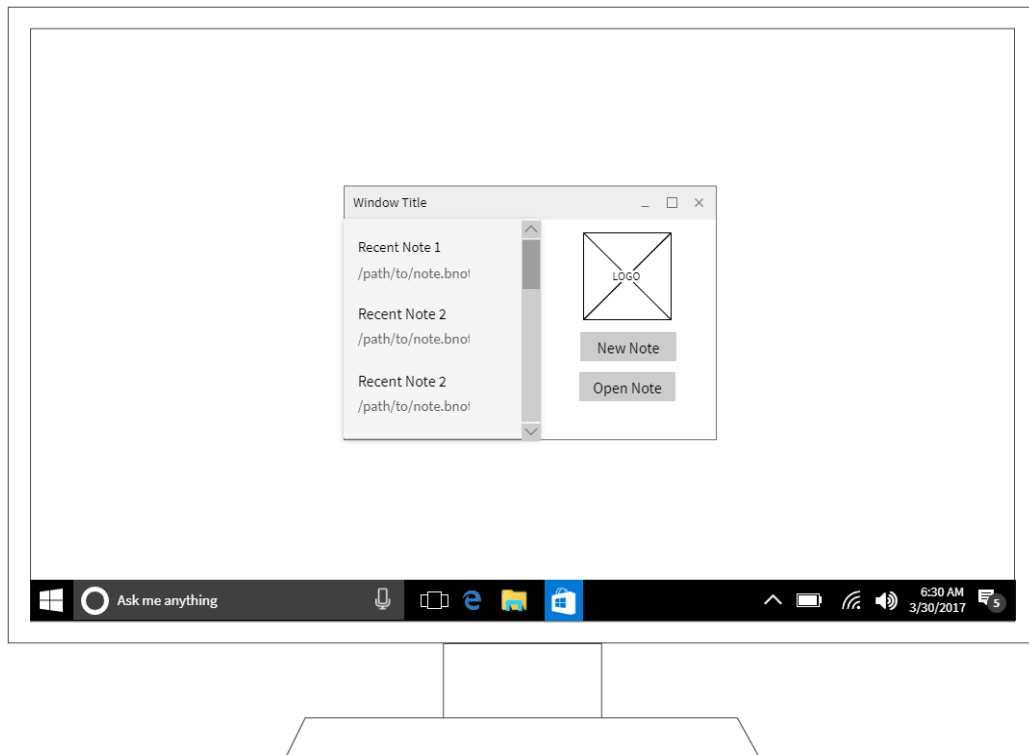 Window Title
Recent Note 1
/path/to/note.bnot
Recent Note 2
/path/to/note.bnot
Recent Note 2
/path/to/note.bnot
LOGO
New Note
Open Note
Ask me anything
6:30 AM
3/30/2017
5